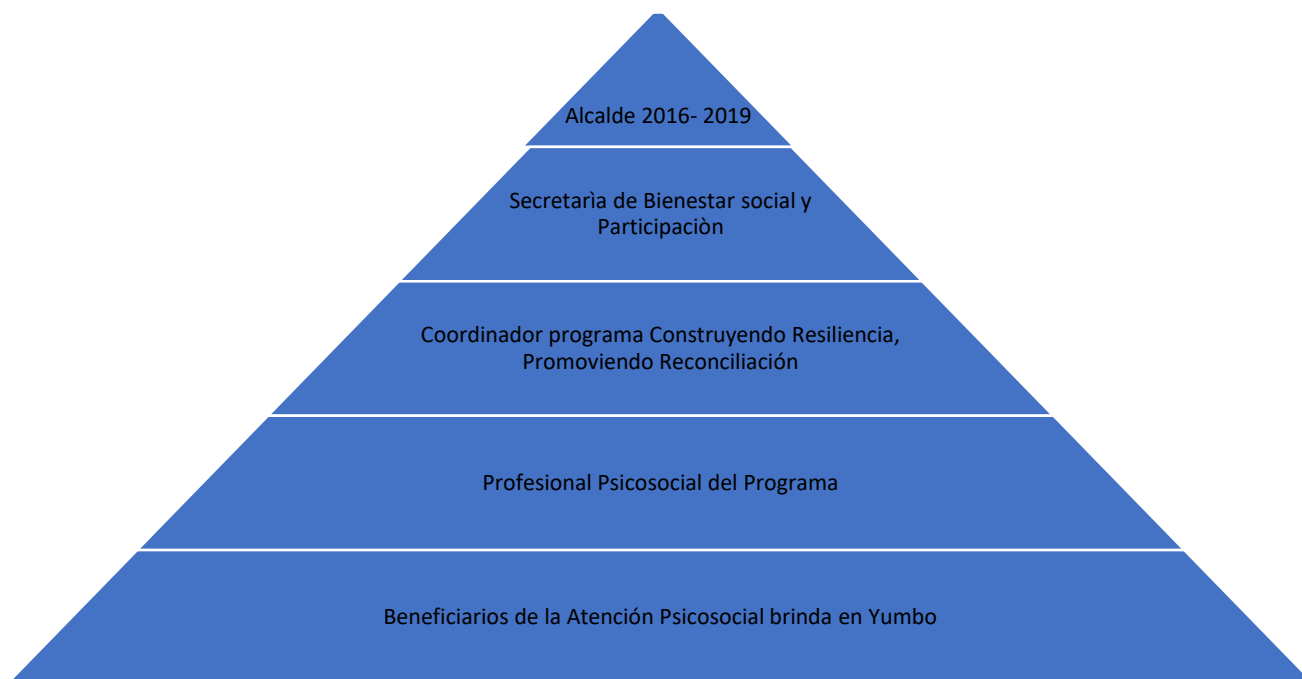 Alcalde 2016- 2019
Secretarìa de Bienestar social y
Participaciòn
Coordinador programa Construyendo Resiliencia,
Promoviendo Reconciliación
Profesional Psicosocial del Programa
Beneficiarios de la Atención Psicosocial brinda en Yumbo